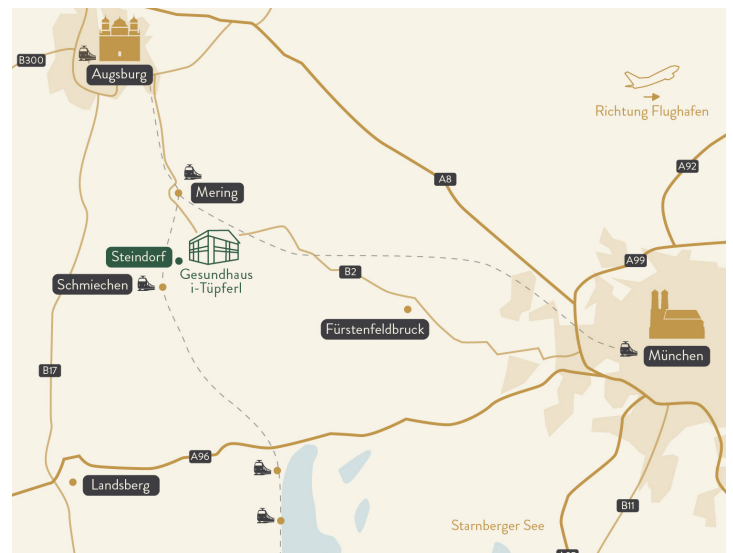 B300
Augsburg
Richtung Flughafen
A92
A8
Mering
Steindorf
Gesundhaus
i-Tüpferl
A99
B2
Schmiechen
Fürstenfeldbruck
München
B17
A96
Landsberg
B11
Starnberger See